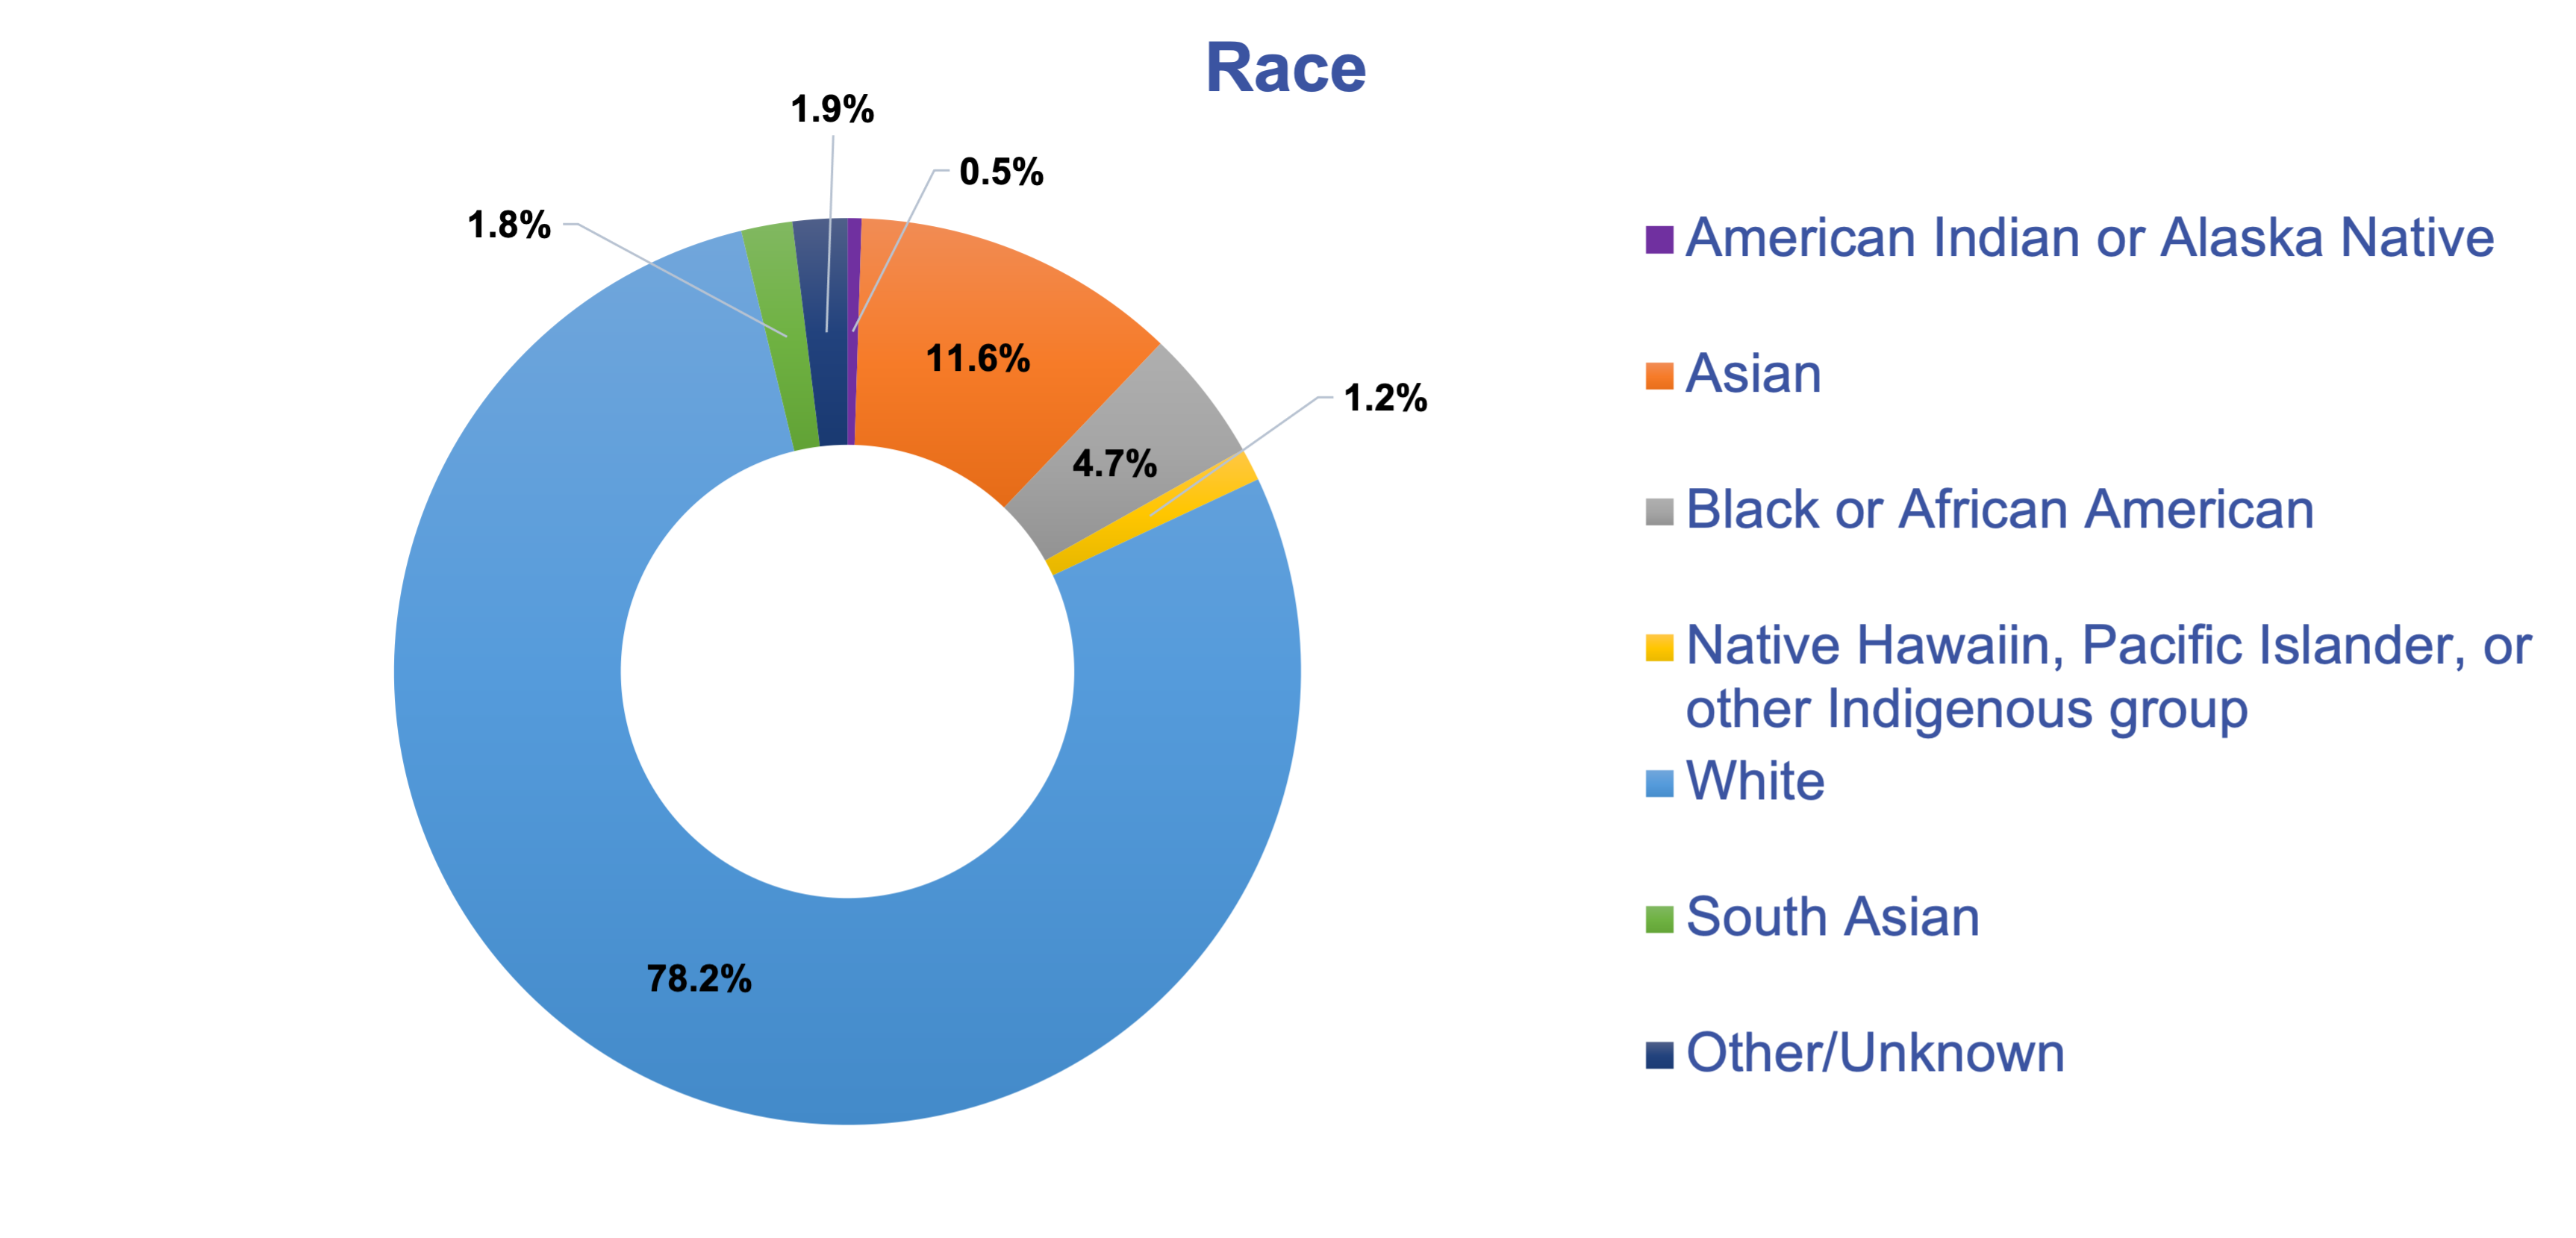 Race
1.9%
0.5%
1.8%
11.6%
1.2%
4.7%
78.2%
American Indian or Alaska Native
Asian
Black or African American
Native Hawaiin, Pacific Islander, or
other Indigenous group
White
South Asian
Other/Unknown